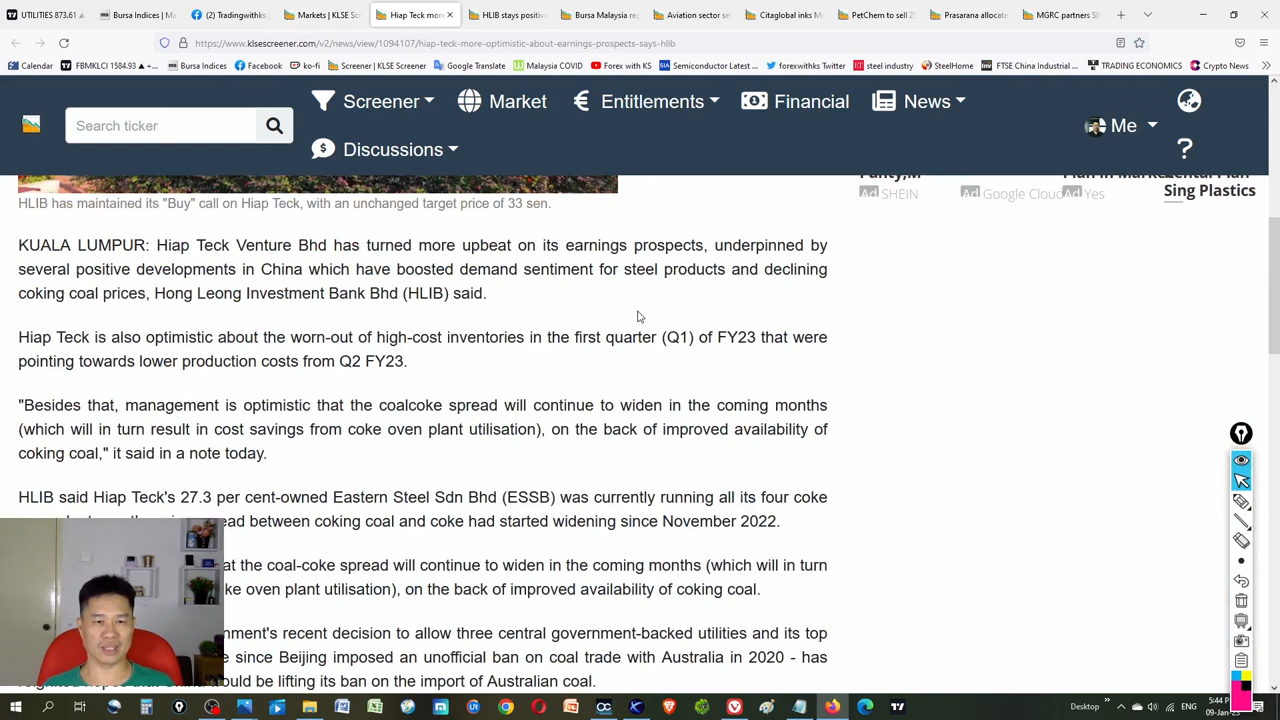 UTILITIES 873.61 ▲
Bursa Indices | Ma
(2) Tradingwithks
Markets | KLSE Scr
Hiap Teck more
HLIB stays positive
Bursa Malaysia re
Aviation sector se
Citaglobal inks M
PetChem to sell 2
Prasarana allocate
MGRC partners S
https://www.klsescreener.com/v2/news/view/1094107/hiap-teck-more-optimistic-about-earnings-prospects-says-hlib
Calendar
FBMKLCI 1584.93 ▲ +...
Bursa Indices
Facebook
ko-fi
Screener | KLSE Screener
Google Translate
Malaysia COVID
Forex with KS
Semiconductor Latest ...
forexwithks Twitter
steel industry
SteelHome
FTSE China Industrial ...
TRADING ECONOMICS
Crypto News
Search ticker
Screener
Market
Entitlements
Financial
News
Discussions
Me
?
Ad SHEIN
Ad Google Cloud
Ad Yes
Sing Plastics
HLIB has maintained its "Buy" call on Hiap Teck, with an unchanged target price of 33 sen.
KUALA LUMPUR: Hiap Teck Venture Bhd has turned more upbeat on its earnings prospects, underpinned by
several positive developments in China which have boosted demand sentiment for steel products and declining
coking coal prices, Hong Leong Investment Bank Bhd (HLIB) said.
Hiap Teck is also optimistic about the worn-out of high-cost inventories in the first quarter (Q1) of FY23 that were
pointing towards lower production costs from Q2 FY23.
"Besides that, management is optimistic that the coalcoke spread will continue to widen in the coming months
(which will in turn result in cost savings from coke oven plant utilisation), on the back of improved availability of
coking coal," it said in a note today.
HLIB said Hiap Teck's 27.3 per cent-owned Eastern Steel Sdn Bhd (ESSB) was currently running all its four coke
read between coking coal and coke had started widening since November 2022.
at the coal-coke spread will continue to widen in the coming months (which will in turn
ke oven plant utilisation), on the back of improved availability of coking coal.
nment's recent decision to allow three central government-backed utilities and its top
e since Beijing imposed an unofficial ban on coal trade with Australia in 2020 - has
ould be lifting its ban on the import of Australian coal.
Desktop
5:44 PM
09-Jan-23